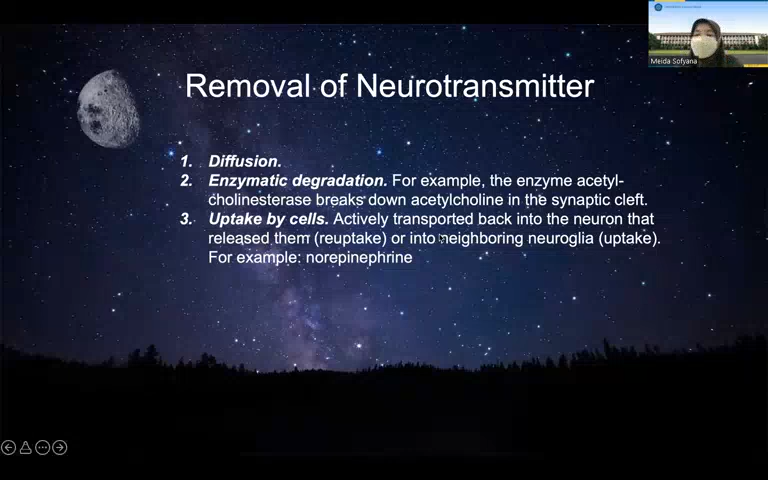 Removal of Neurotransmitter
1. Diffusion.
2. Enzymatic degradation. For example, the enzyme acetyl-
cholinesterase breaks down acetylcholine in the synaptic cleft.
3. Uptake by cells. Actively transported back into the neuron that
released them (reuptake) or into neighboring neuroglia (uptake).
For example: norepinephrine
Meida Sofyana